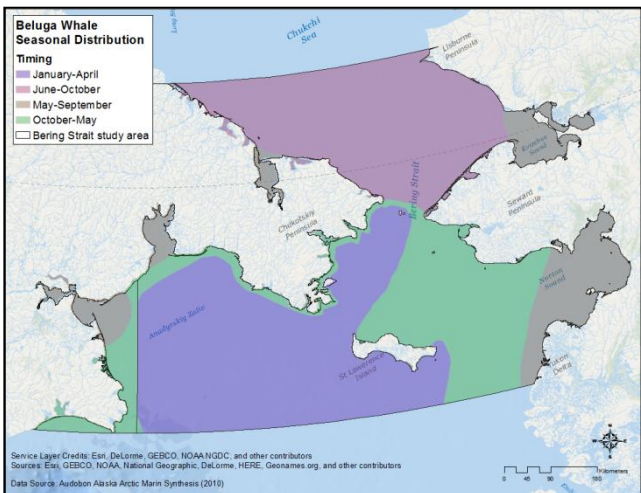 Beluga Whale
Seasonal Distribution
Timing
January-April
June-October
May-September
October-May
Bering Strait study area
Chukchi
Sea
Lisburne
Peninsula
Kotzebue
Sound
Bering Strait
Seward
Peninsula
Chukotskiy
Peninsula
Anadyrskiy Zaliv
Norton
Sound
St Lawrence
Island
Yukon
Delta
N
Service Layer Credits: Esri, DeLorme, GEBCO, NOAA NGDC, and other contributors
Sources: Esri, GEBCO, NOAA, National Geographic, DeLorme, HERE, Geonames.org, and other contributors
Data Source: Audobon Alaska Arctic Marin Synthesis (2010)
0 45 90 180
Kilometers